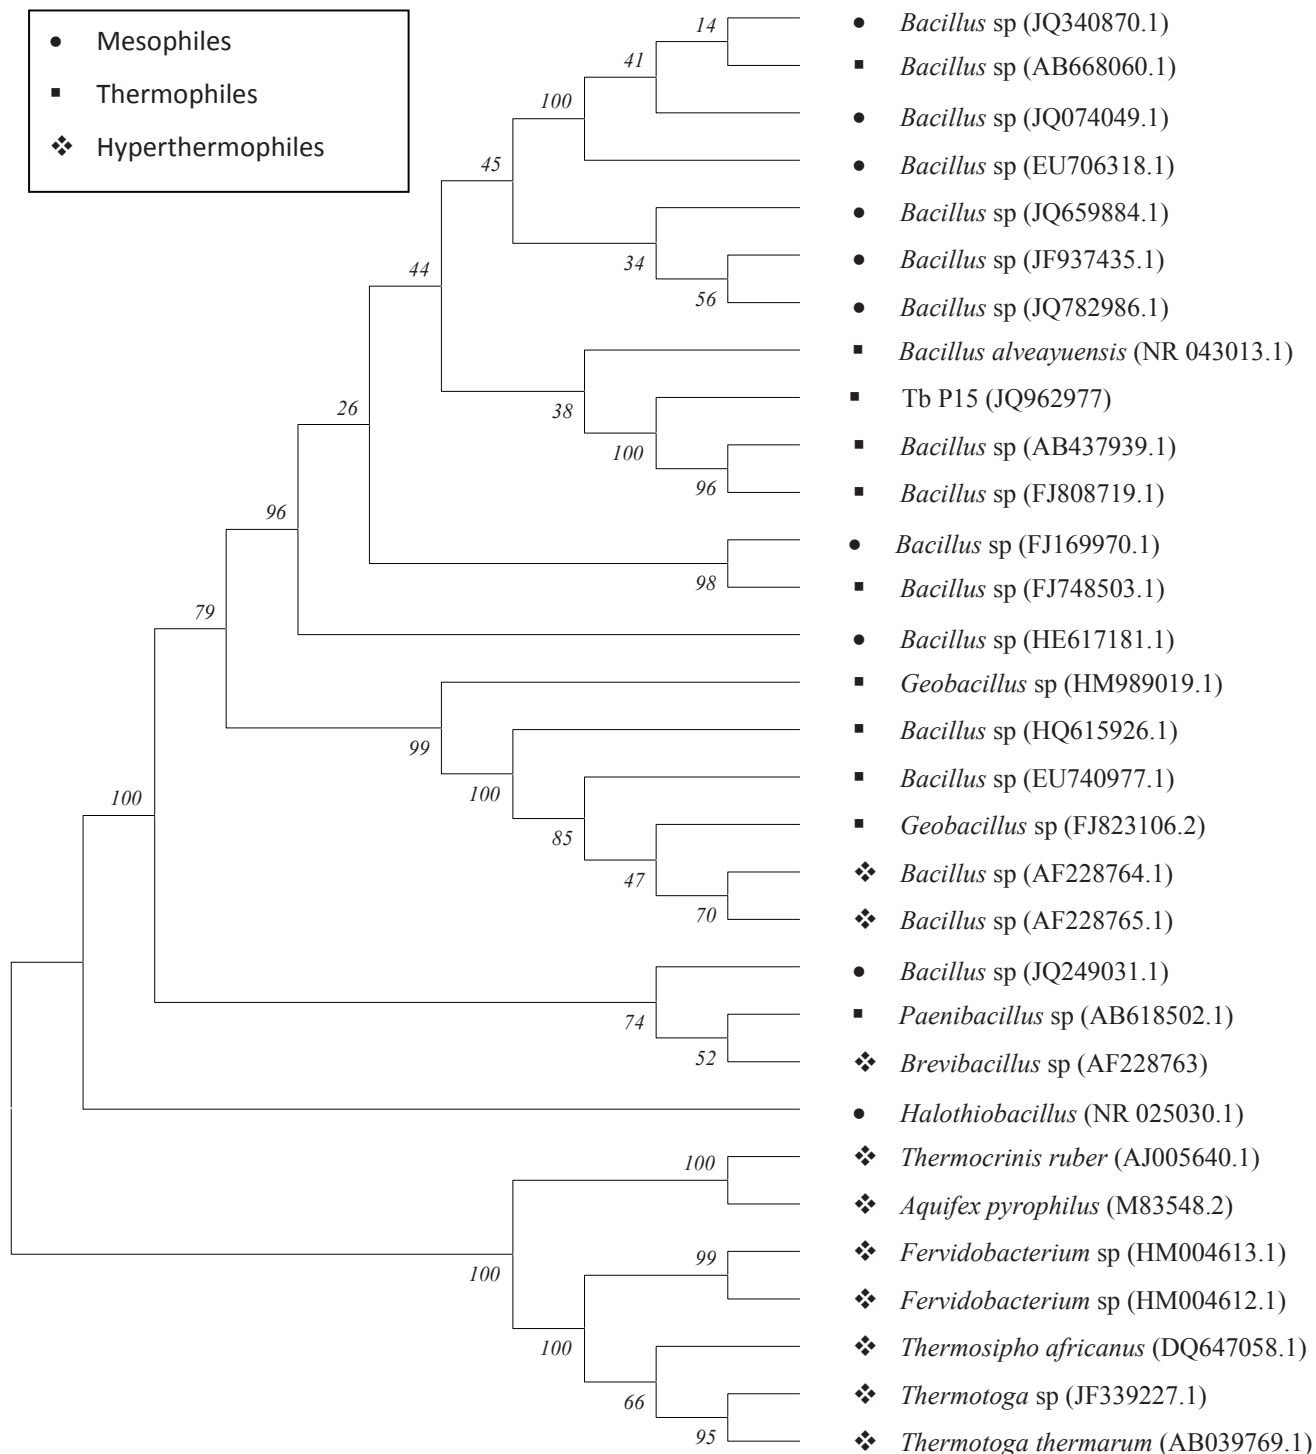 Mesophiles
Thermophiles
Hyperthermophiles
14
Bacillus sp (JQ340870.1)
Bacillus sp (AB668060.1)
41
Bacillus sp (JQ074049.1)
100
Bacillus sp (EU706318.1)
45
Bacillus sp (JQ659884.1)
34
Bacillus sp (JF937435.1)
56
Bacillus sp (JQ782986.1)
44
Bacillus alveayuensis (NR 043013.1)
38
Tb P15 (JQ962977)
100
Bacillus sp (AB437939.1)
96
Bacillus sp (FJ808719.1)
26
Bacillus sp (FJ169970.1)
98
Bacillus sp (FJ748503.1)
96
Bacillus sp (HE617181.1)
79
Geobacillus sp (HM989019.1)
99
Bacillus sp (HQ615926.1)
100
Bacillus sp (EU740977.1)
85
Geobacillus sp (FJ823106.2)
47
Bacillus sp (AF228764.1)
70
Bacillus sp (AF228765.1)
100
Bacillus sp (JQ249031.1)
74
Paenibacillus sp (AB618502.1)
52
Brevibacillus sp (AF228763)
Halothiobacillus (NR 025030.1)
100
Thermocrinis ruber (AJ005640.1)
Aquifex pyrophilus (M83548.2)
100
99
Fervidobacterium sp (HM004613.1)
Fervidobacterium sp (HM004612.1)
100
Thermosipho africanus (DQ647058.1)
66
Thermotoga sp (JF339227.1)
95
Thermotoga thermarum (AB039769.1)